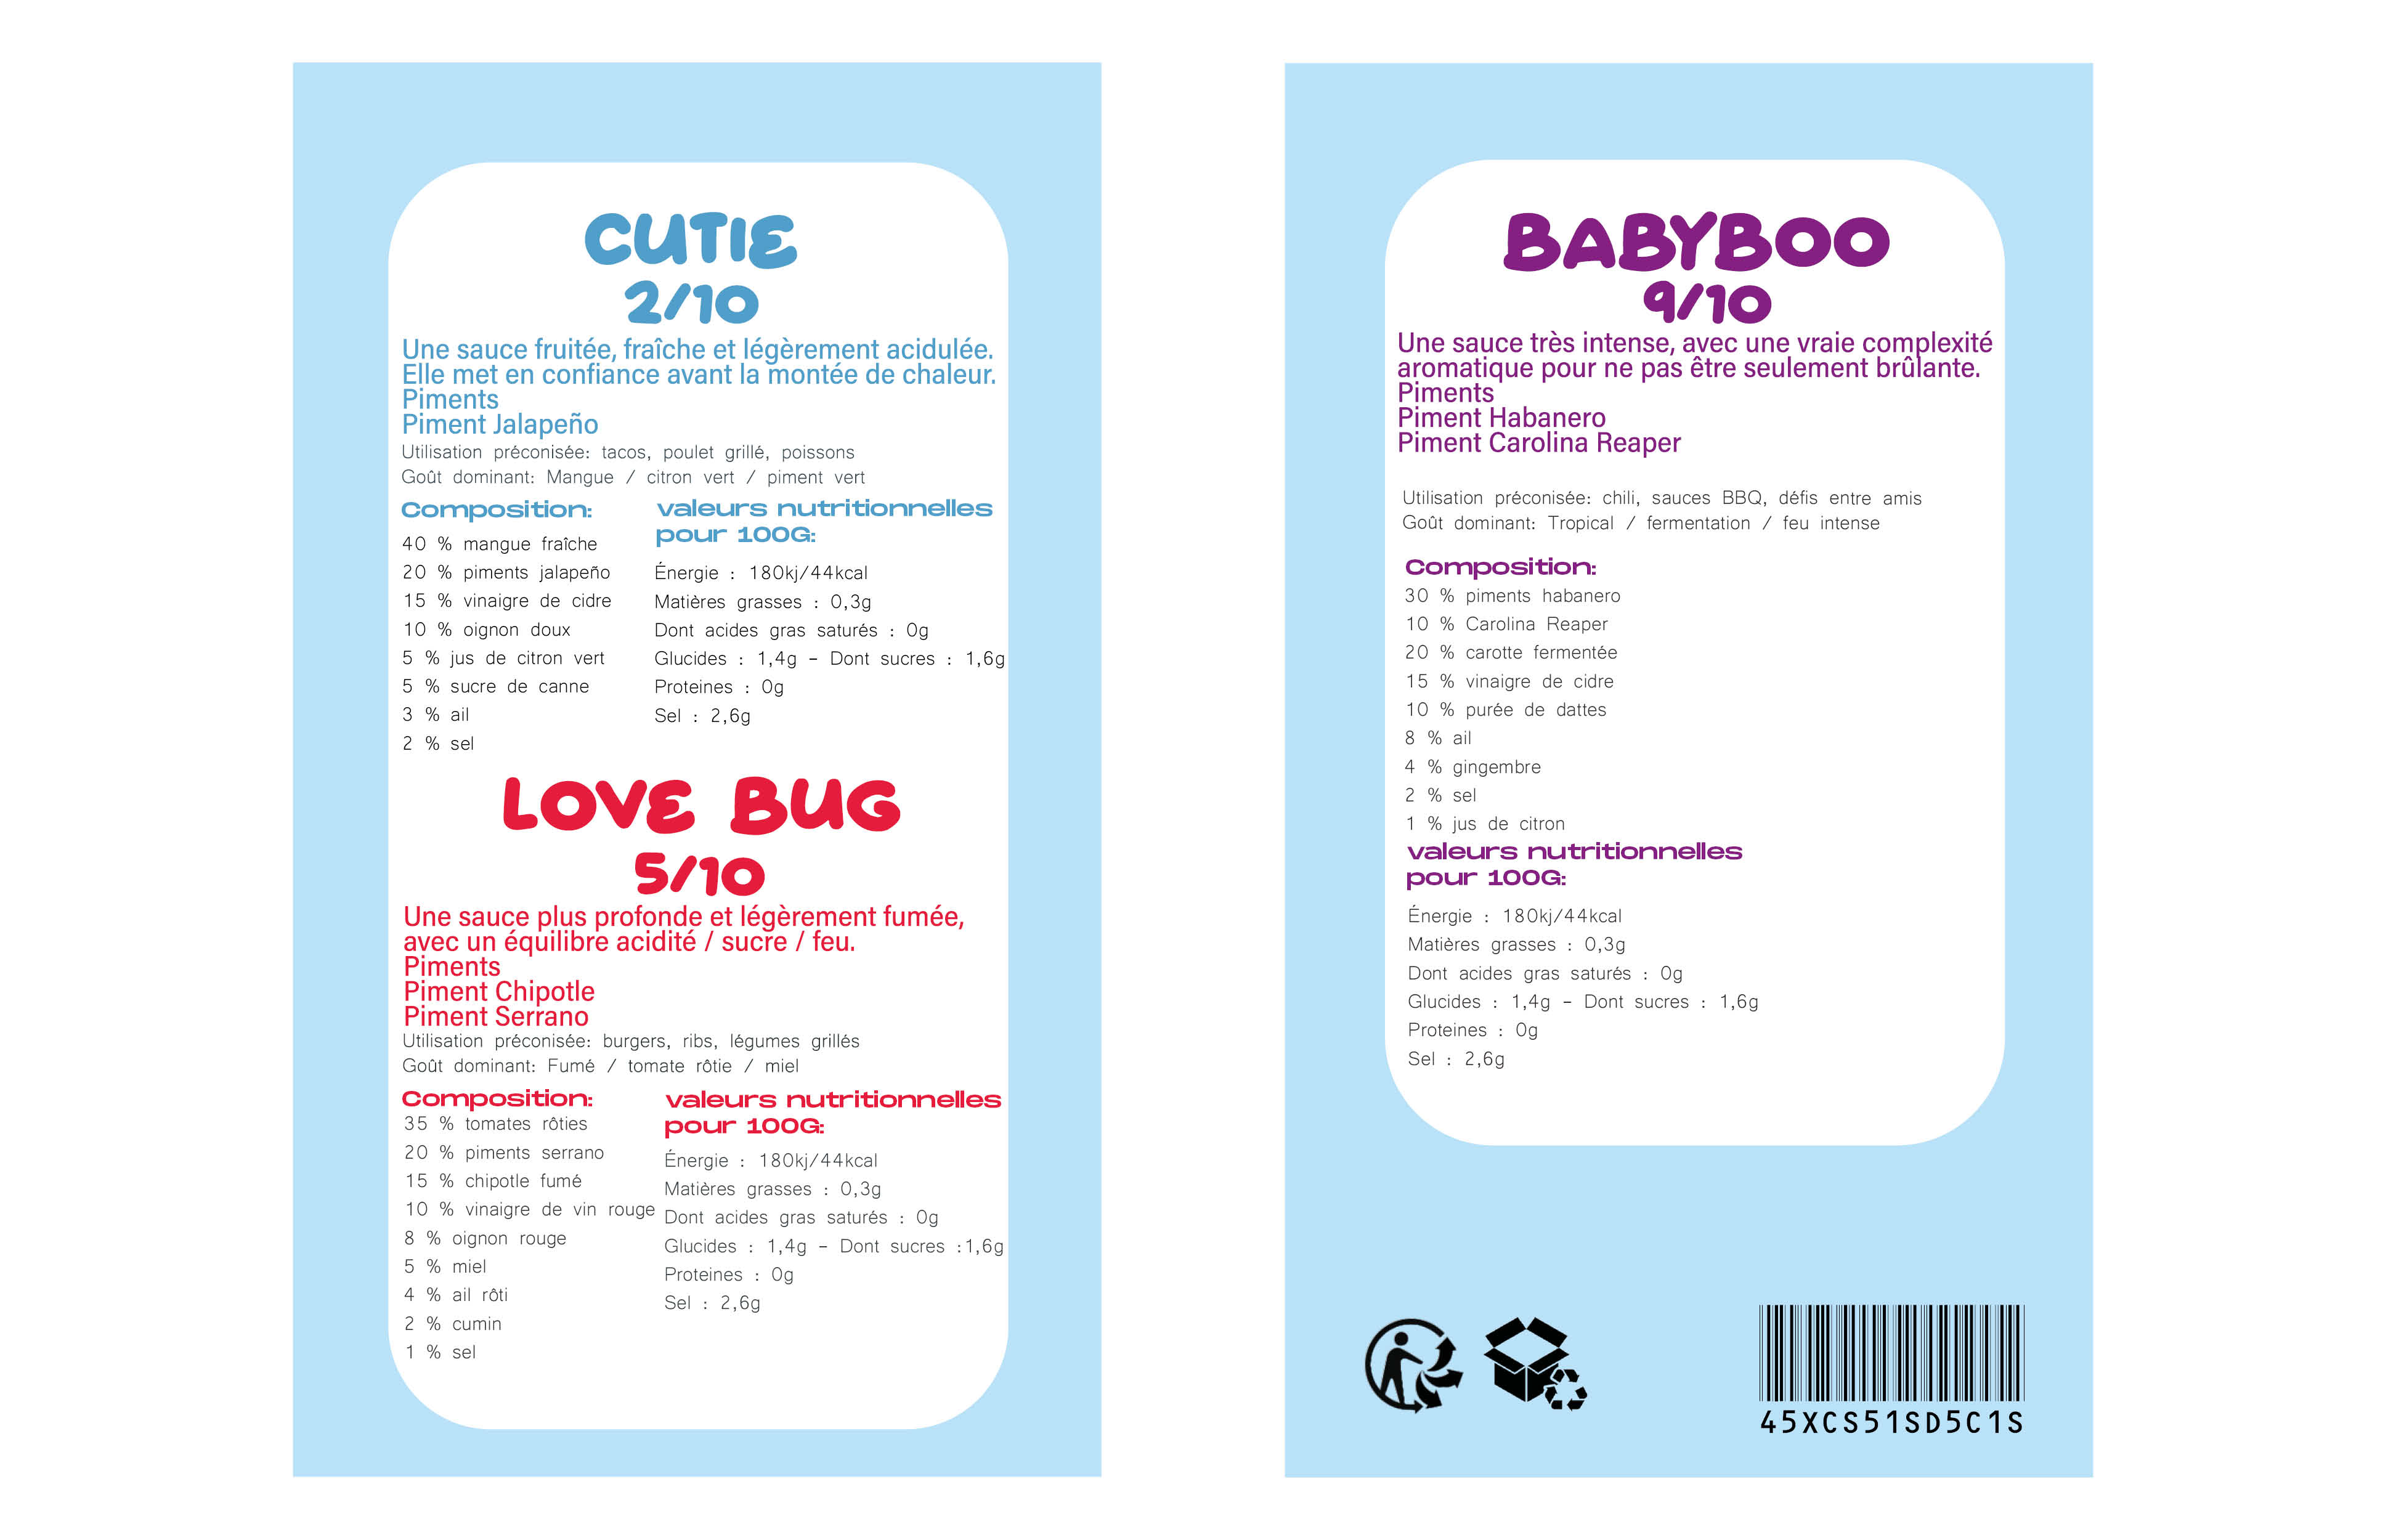 CUTIE
2/10
Une sauce fruitée, fraîche et légèrement acidulée.
Elle met en confiance avant la montée de chaleur.
Piments
Piment Jalapeño
Utilisation préconisée: tacos, poulet grillé, poissons
Goût dominant: Mangue / citron vert / piment vert
Composition:
40 % mangue fraîche
20 % piments jalapeño
15 % vinaigre de cidre
10 % oignon doux
5 % jus de citron vert
5 % sucre de canne
3 % ail
2 % sel
valeurs nutritionnelles
pour 100G:
Énergie : 180kj/44kcal
Matières grasses : 0,3g
Dont acides gras saturés : 0g
Glucides : 1,4g – Dont sucres : 1,6g
Proteines : 0g
Sel : 2,6g
LOVE BUG
5/10
Une sauce plus profonde et légèrement fumée,
avec un équilibre acidité / sucre / feu.
Piments
Piment Chipotle
Piment Serrano
Utilisation préconisée: burgers, ribs, légumes grillés
Goût dominant: Fumé / tomate rôtie / miel
Composition:
35 % tomates rôties
20 % piments serrano
15 % chipotle fumé
10 % vinaigre de vin rouge
8 % oignon rouge
5 % miel
4 % ail rôti
2 % cumin
1 % sel
valeurs nutritionnelles
pour 100G:
Énergie : 180kj/44kcal
Matières grasses : 0,3g
Dont acides gras saturés : 0g
Glucides : 1,4g – Dont sucres :1,6g
Proteines : 0g
Sel : 2,6g
BABYBOO
9/10
Une sauce très intense, avec une vraie complexité
aromatique pour ne pas être seulement brûlante.
Piments
Piment Habanero
Piment Carolina Reaper
Utilisation préconisée: chili, sauces BBQ, défis entre amis
Goût dominant: Tropical / fermentation / feu intense
Composition:
30 % piments habanero
10 % Carolina Reaper
20 % carotte fermentée
15 % vinaigre de cidre
10 % purée de dattes
8 % ail
4 % gingembre
2 % sel
1 % jus de citron
valeurs nutritionnelles
pour 100G:
Énergie : 180kj/44kcal
Matières grasses : 0,3g
Dont acides gras saturés : 0g
Glucides : 1,4g – Dont sucres : 1,6g
Proteines : 0g
Sel : 2,6g
45XCS51SD5C1S